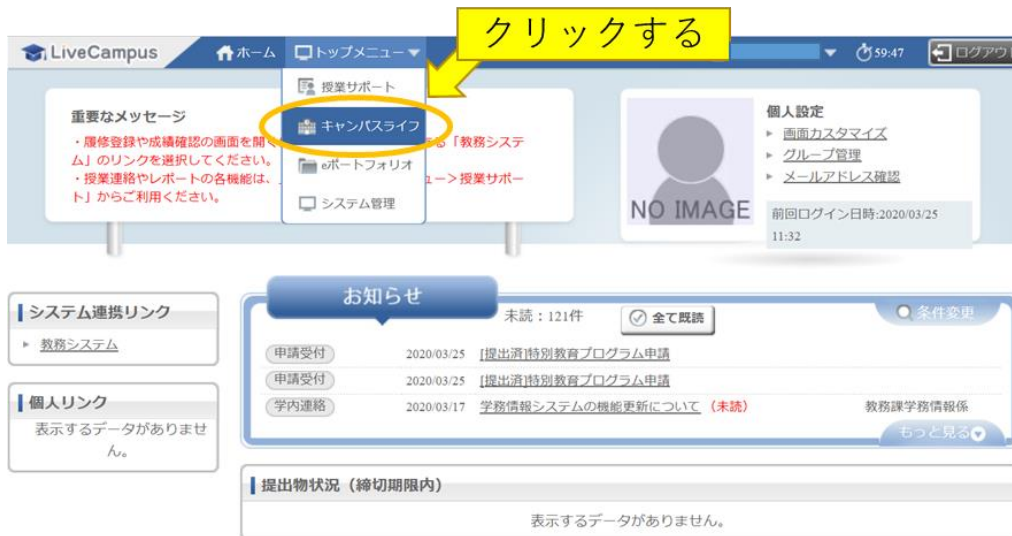 クリックする
LiveCampus ホーム トップメニュー 59:47 ログアウ
授業サポート
キャンパスライフ
eポートフォリオ
システム管理
重要なメッセージ
・履修登録や成績確認の画面を開く る「教務システ
ム」のリンクを選択してください。
・授業連絡やレポートの各機能は、 ュー＞授業サポー
ト」からご利用ください。
NO IMAGE
個人設定
画面カスタマイズ
グループ管理
メールアドレス確認
前回ログイン日時:2020/03/25
11:32
システム連携リンク
教務システム
個人リンク
表示するデータがありませ
ん。
お知らせ 未読：121件 全て既読 条件変更
申請受付 2020/03/25 [提出済]特別教育プログラム申請
申請受付 2020/03/25 [提出済]特別教育プログラム申請
学内連絡 2020/03/17 学務情報システムの機能更新について (未読) 教務課学務情報係
もっと見る
提出物状況（締切期限内）
表示するデータがありません。